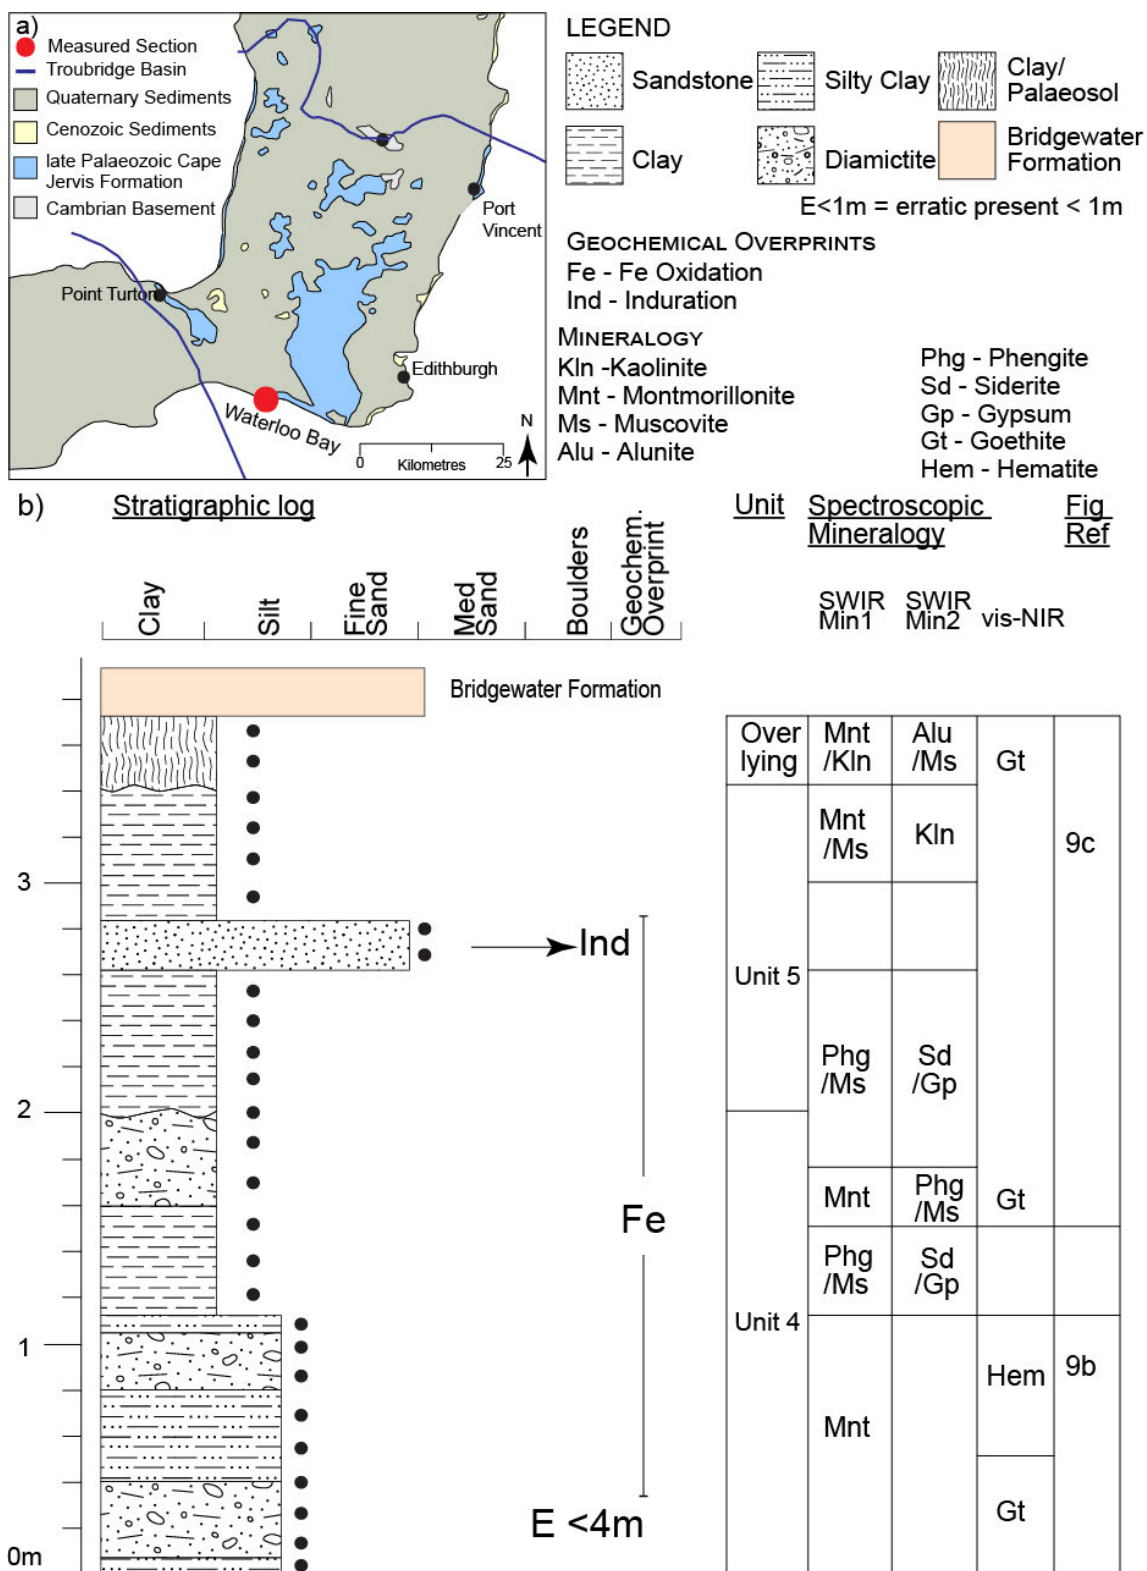 a)
Measured Section
Troubridge Basin
Quaternary Sediments
Cenozoic Sediments
late Palaeozoic Cape
Jervis Formation
Cambrian Basement
Port
Vincent
Point Turton
Edithburgh
Waterloo Bay
N
0
25
Kilometres
LEGEND
Sandstone
Silty Clay
Clay/
Palaeosol
Clay
Diamictite
Bridgewater
Formation
E<1m = erratic present < 1m
GEOCHEMICAL OVERPRINTS
Fe - Fe Oxidation
Ind - Induration
MINERALOGY
Kln -Kaolinite
Mnt - Montmorillonite
Ms - Muscovite
Alu - Alunite
Phg - Phengite
Sd - Siderite
Gp - Gypsum
Gt - Goethite
Hem - Hematite
b)
Stratigraphic log
Unit
Spectroscopic
Mineralogy
Fig
Ref
Clay
Silt
Fine
Sand
Med
Sand
Boulders
Geochem.
Overprint
SWIR
Min1
SWIR
Min2
vis-NIR
Bridgewater Formation
Over
lying
Mnt
/Kln
Alu
/Ms
Gt
Mnt
/Ms
Kln
9c
3
Ind
Unit 5
Phg
/Ms
Sd
/Gp
2
Mnt
Phg
/Ms
Gt
Fe
Phg
/Ms
Sd
/Gp
Unit 4
1
Hem
9b
Mnt
Gt
E <4m
0m